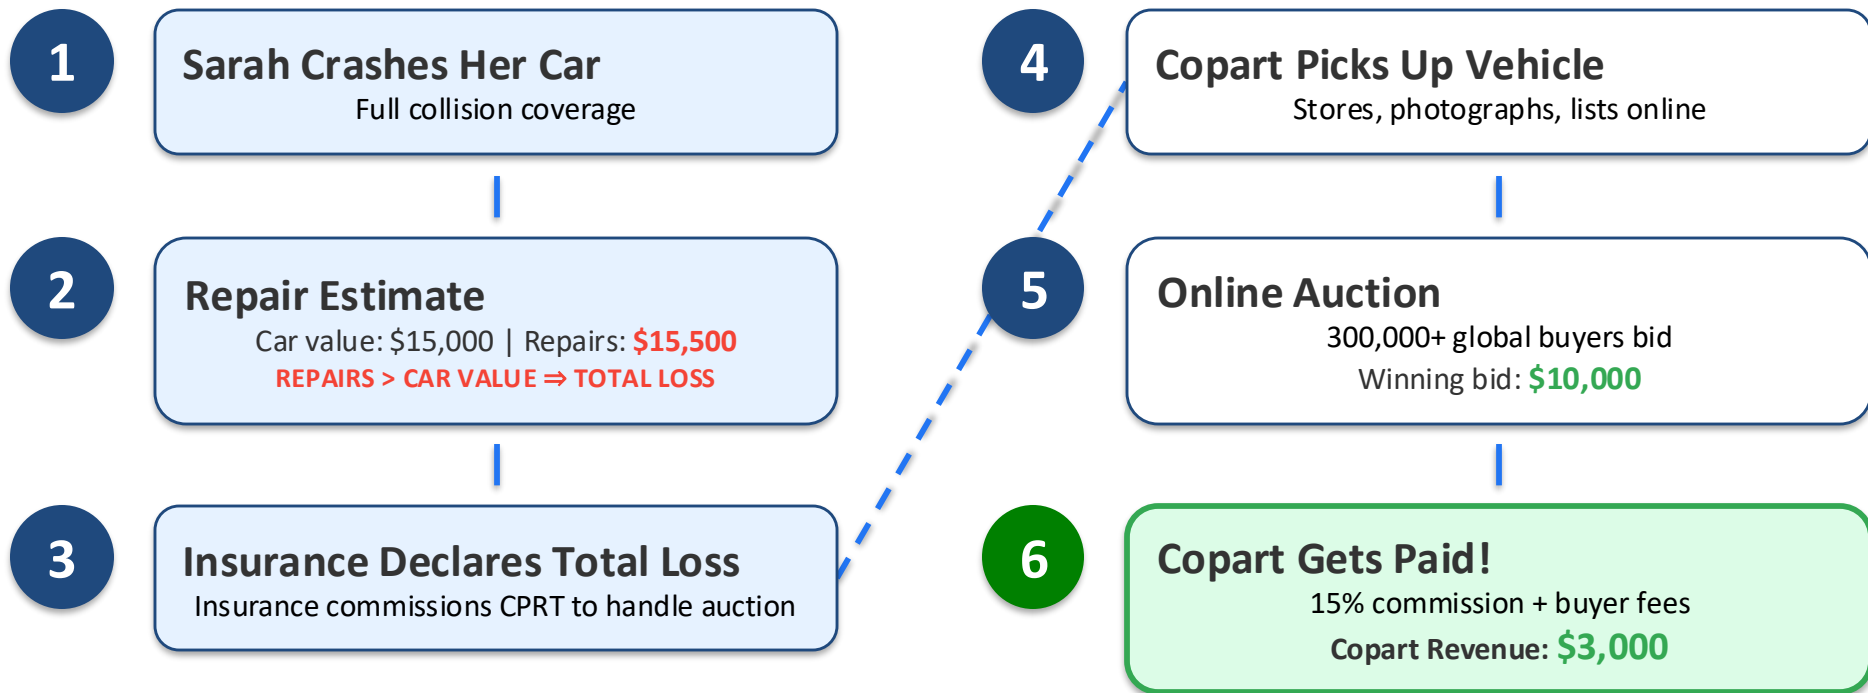 1
Sarah Crashes Her Car
Full collision coverage
2
Repair Estimate
Car value: $15,000 | Repairs: $15,500
REPAIRS > CAR VALUE ⇒ TOTAL LOSS
3
Insurance Declares Total Loss
Insurance commissions CPRT to handle auction
4
Copart Picks Up Vehicle
Stores, photographs, lists online
5
Online Auction
300,000+ global buyers bid
Winning bid: $10,000
6
Copart Gets Paid!
15% commission + buyer fees
Copart Revenue: $3,000